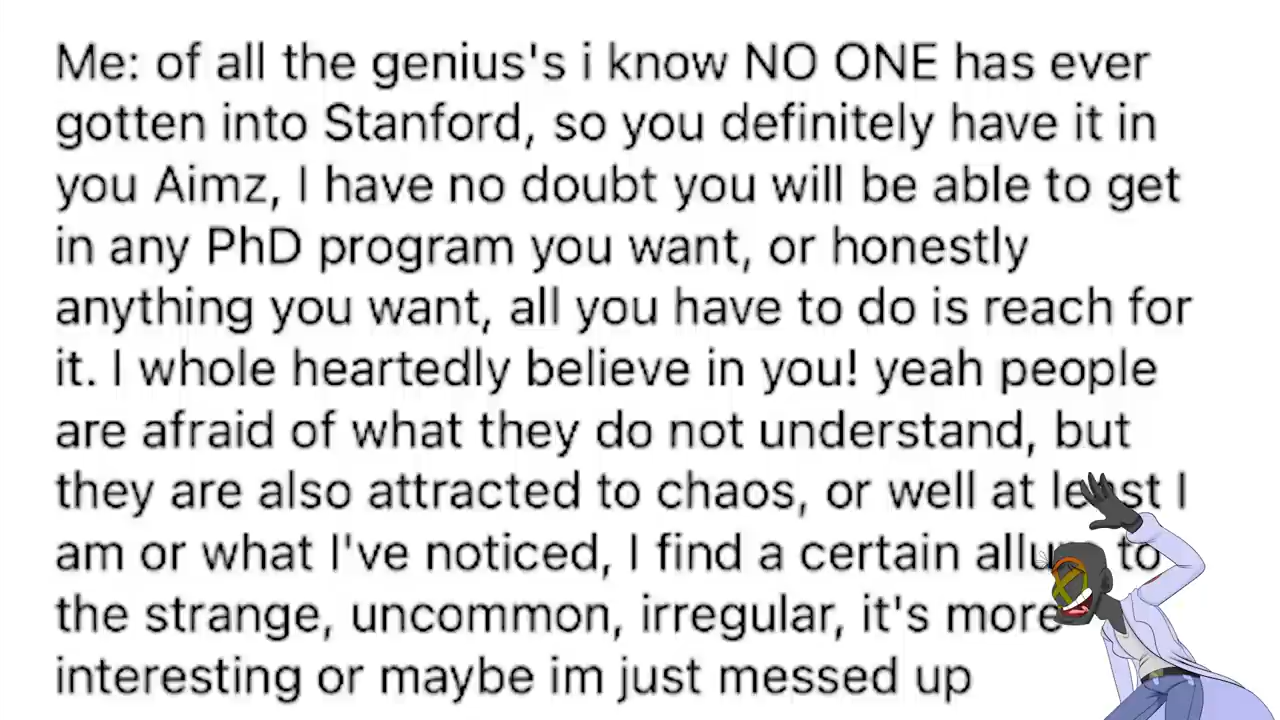 Me: of all the genius's i know NO ONE has ever
gotten into Stanford, so you definitely have it in
you Aimz, I have no doubt you will be able to get
in any PhD program you want, or honestly
anything you want, all you have to do is reach for
it. I whole heartedly believe in you! yeah people
are afraid of what they do not understand, but
they are also attracted to chaos, or well at least I
am or what I've noticed, I find a certain allure to
the strange, uncommon, irregular, it's more
interesting or maybe im just messed up